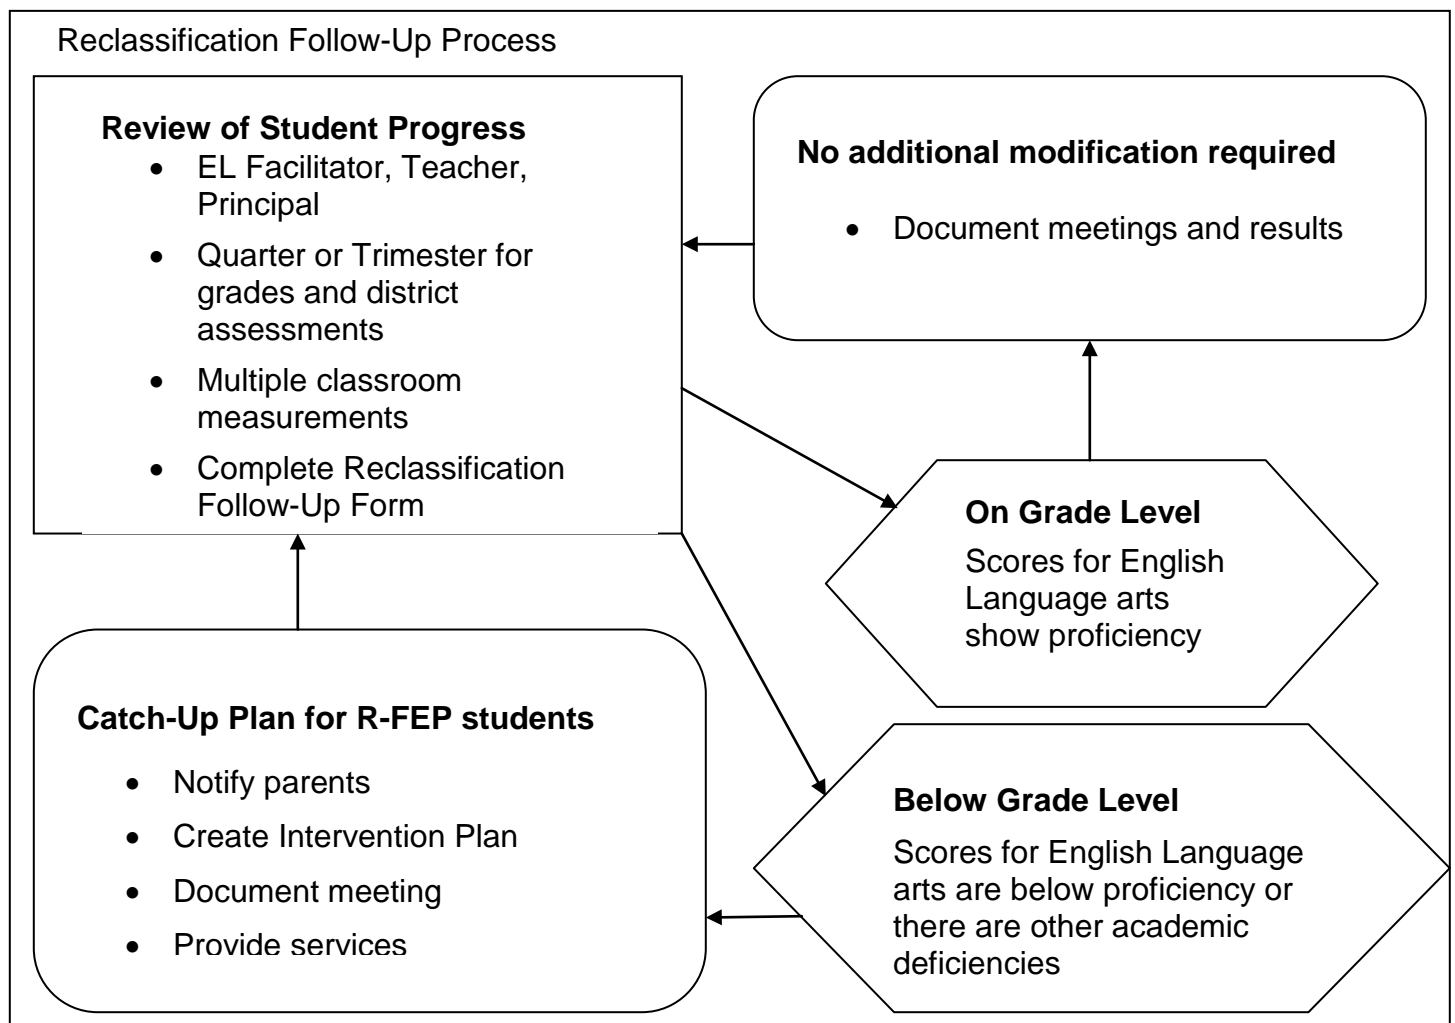 Reclassification Follow-Up Process
Review of Student Progress
• EL Facilitator, Teacher,
Principal
• Quarter or Trimester for
grades and district
assessments
• Multiple classroom
measurements
• Complete Reclassification
Follow-Up Form
No additional modification required
• Document meetings and results
On Grade Level
Scores for English
Language arts
show proficiency
Below Grade Level
Scores for English Language
arts are below proficiency or
there are other academic
deficiencies
Catch-Up Plan for R-FEP students
• Notify parents
• Create Intervention Plan
• Document meeting
• Provide services